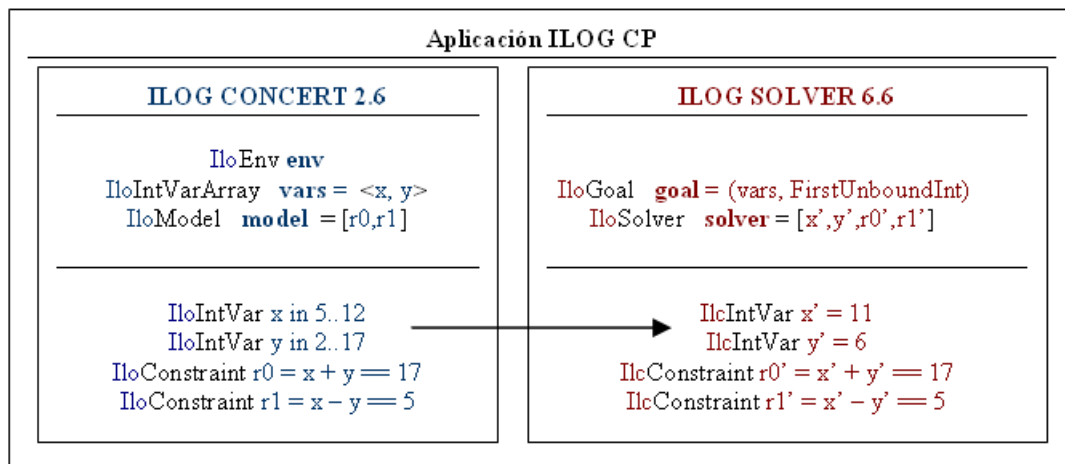 Aplicación ILOG CP
ILOG CONCERT 2.6
IloEnv env
IloIntVarArray vars = <x, y>
IloModel model = [r0,r1]
IloIntVar x in 5..12
IloIntVar y in 2..17
IloConstraint r0 = x + y == 17
IloConstraint r1 = x – y == 5
ILOG SOLVER 6.6
IloGoal goal = (vars, FirstUnboundInt)
IloSolver solver = [x’,y’,r0’,r1’]
IlcIntVar x’ = 11
IlcIntVar y’ = 6
IlcConstraint r0’ = x’ + y’ == 17
IlcConstraint r1’ = x’ – y’ == 5